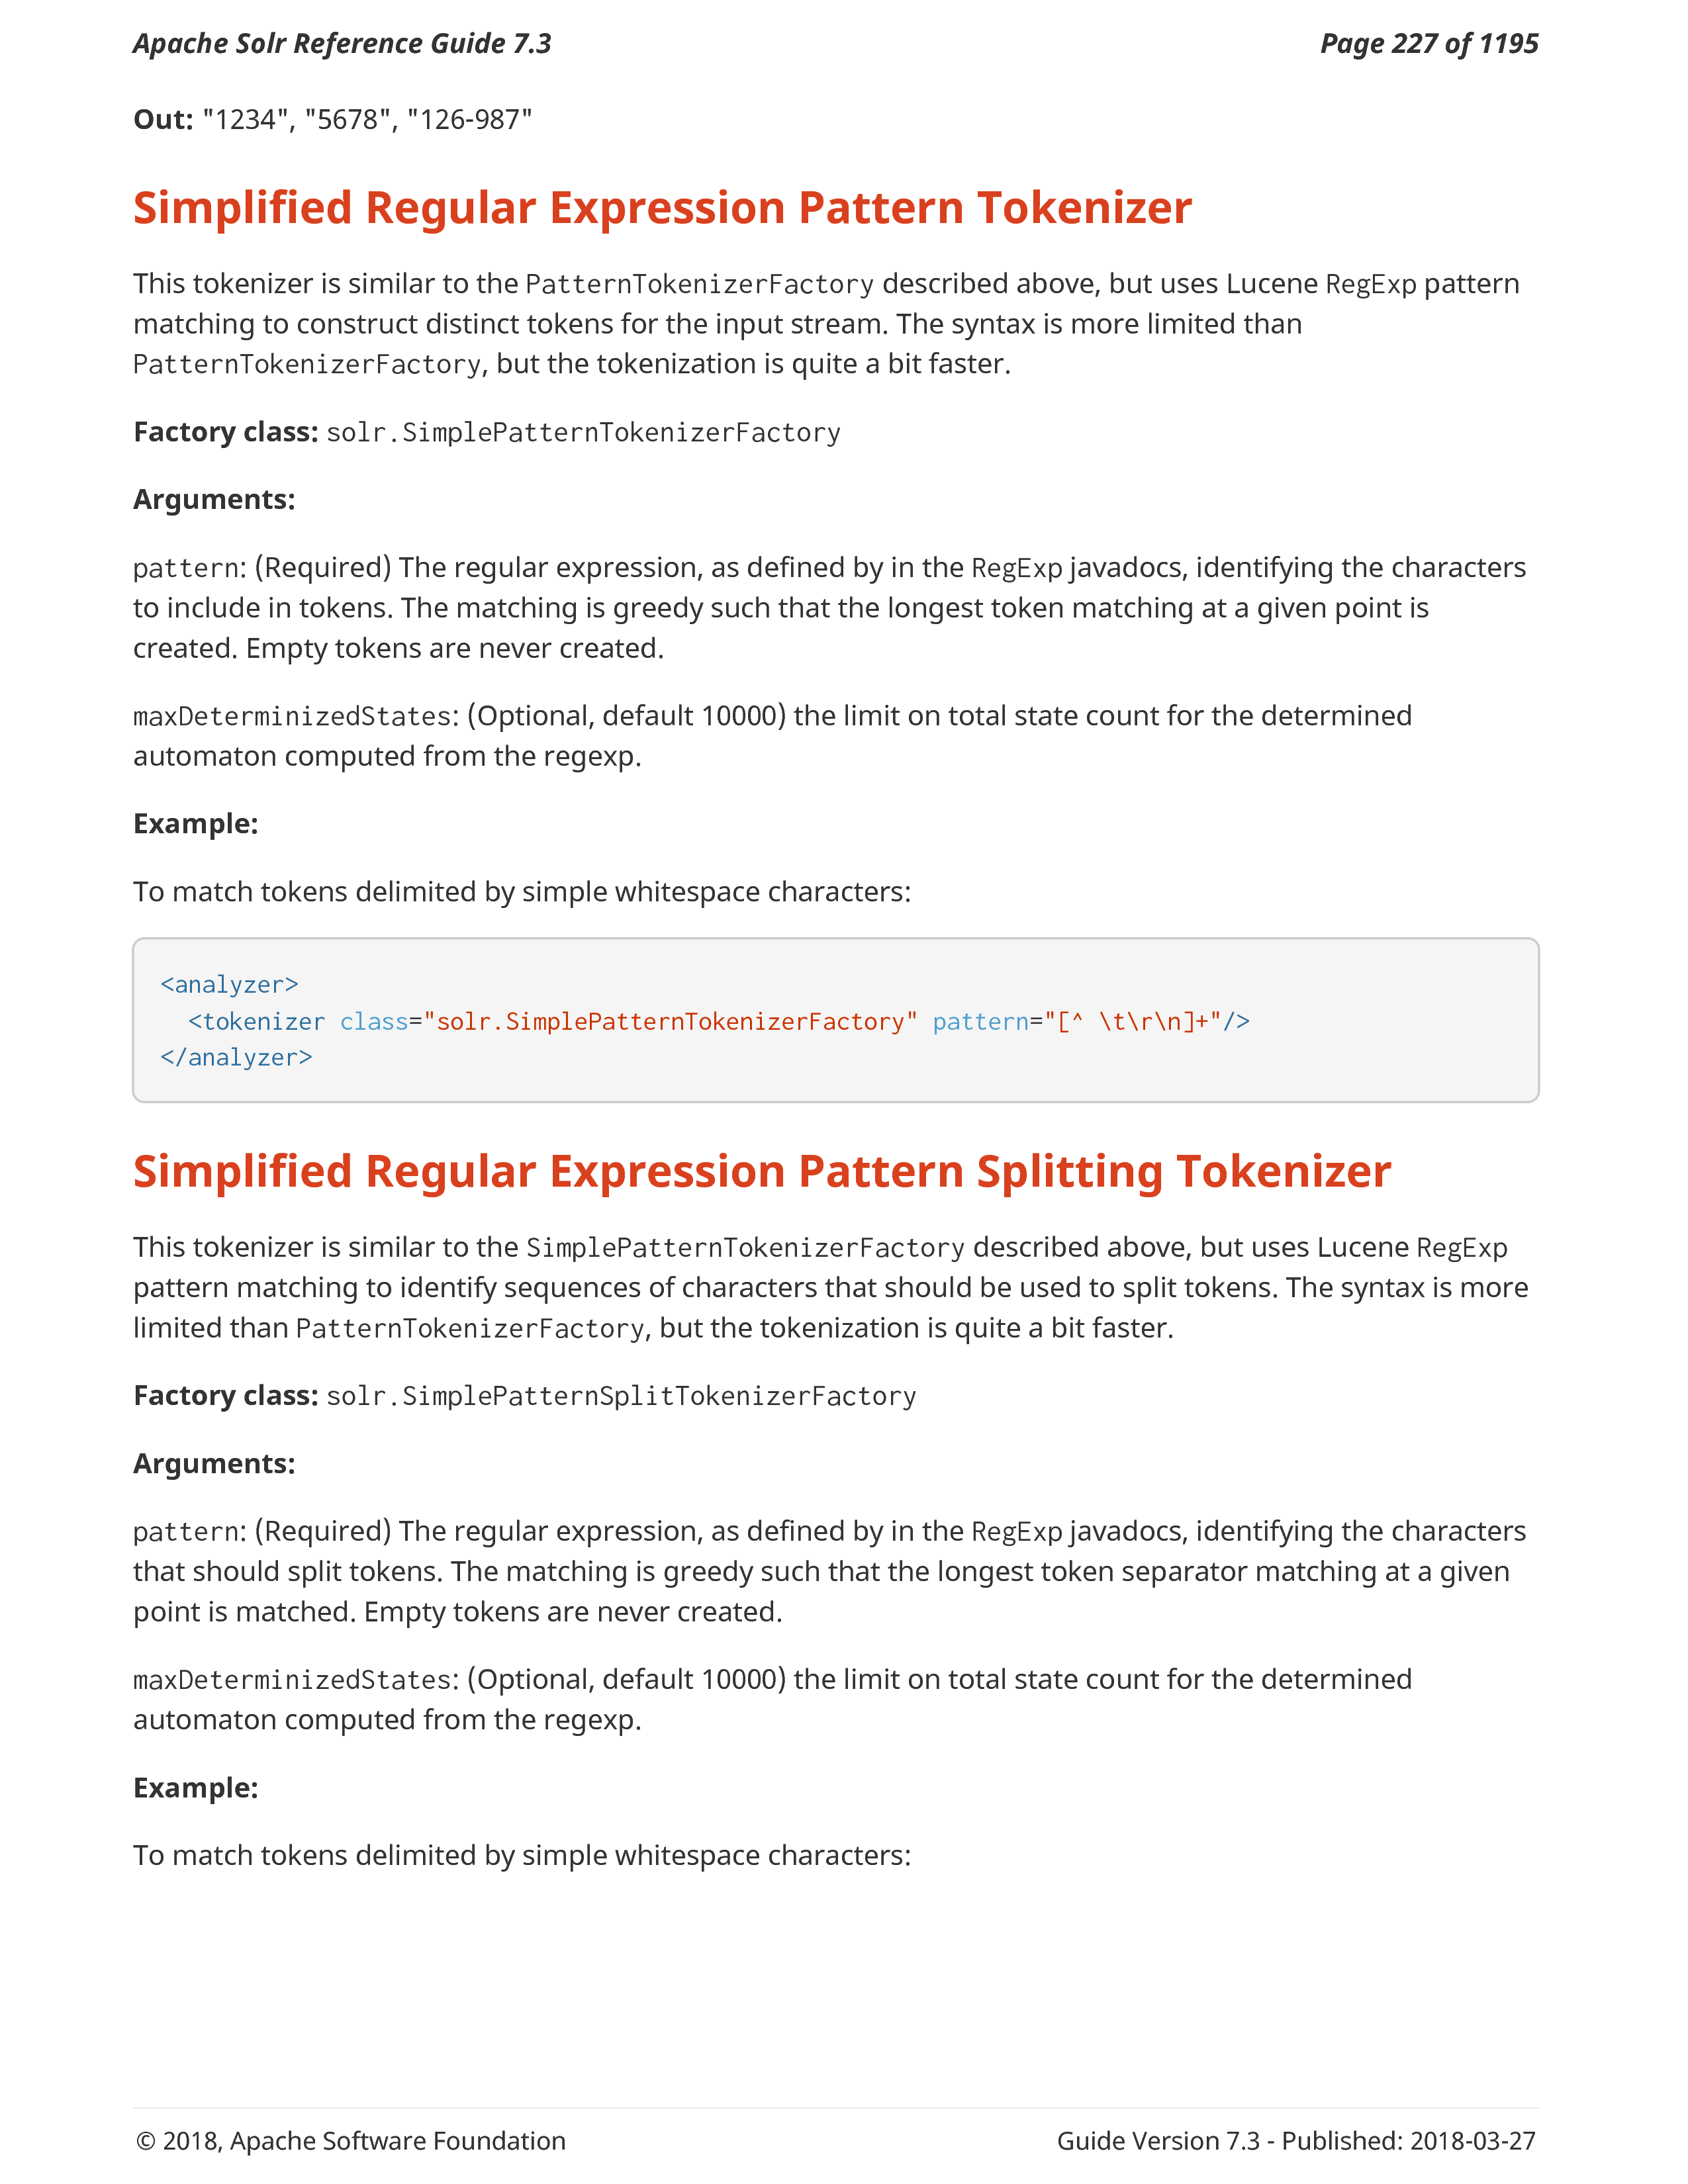 Apache Solr Reference Guide 7.3 Page 227 of 1195
Out: "1234", "5678", "126-987"
Simplified Regular Expression Pattern Tokenizer
This tokenizer is similar to the PatternTokenizerFactory described above, but uses Lucene RegExp pattern
matching to construct distinct tokens for the input stream. The syntax is more limited than
PatternTokenizerFactory, but the tokenization is quite a bit faster.
Factory class: solr.SimplePatternTokenizerFactory
Arguments:
pattern: (Required) The regular expression, as defined by in the RegExp javadocs, identifying the characters
to include in tokens. The matching is greedy such that the longest token matching at a given point is
created. Empty tokens are never created.
maxDeterminizedStates: (Optional, default 10000) the limit on total state count for the determined
automaton computed from the regexp.
Example:
To match tokens delimited by simple whitespace characters:
<analyzer>
  <tokenizer class="solr.SimplePatternTokenizerFactory" pattern="[^ \t\r\n]+"/>
</analyzer>
Simplified Regular Expression Pattern Splitting Tokenizer
This tokenizer is similar to the SimplePatternTokenizerFactory described above, but uses Lucene RegExp
pattern matching to identify sequences of characters that should be used to split tokens. The syntax is more
limited than PatternTokenizerFactory, but the tokenization is quite a bit faster.
Factory class: solr.SimplePatternSplitTokenizerFactory
Arguments:
pattern: (Required) The regular expression, as defined by in the RegExp javadocs, identifying the characters
that should split tokens. The matching is greedy such that the longest token separator matching at a given
point is matched. Empty tokens are never created.
maxDeterminizedStates: (Optional, default 10000) the limit on total state count for the determined
automaton computed from the regexp.
Example:
To match tokens delimited by simple whitespace characters:
© 2018, Apache Software Foundation Guide Version 7.3 - Published: 2018-03-27